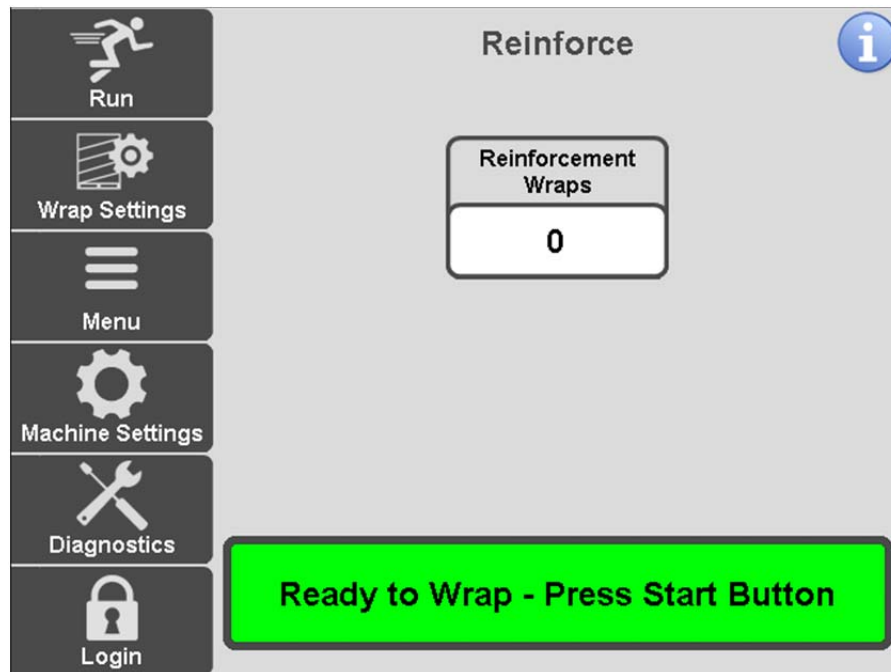 Run
Wrap Settings
Menu
Machine Settings
Diagnostics
Login
Reinforce
i
Reinforcement
Wraps
0
Ready to Wrap - Press Start Button